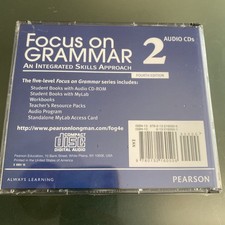 Focus on
GRAMMAR 2
AUDIO CDs
AN INTEGRATED SKILLS APPROACH
FOURTH EDITION
The five-level Focus on Grammar series includes:
Student Books with Audio CD-ROM
Student Books with MyLab
Workbooks
Teacher's Resource Packs
Audio Program
Standalone MyLab Access Card
http://www.pearsonlongman.com/fog4e
COMPACT
disc
DIGITAL AUDIO
ALWAYS LEARNING
PEARSON